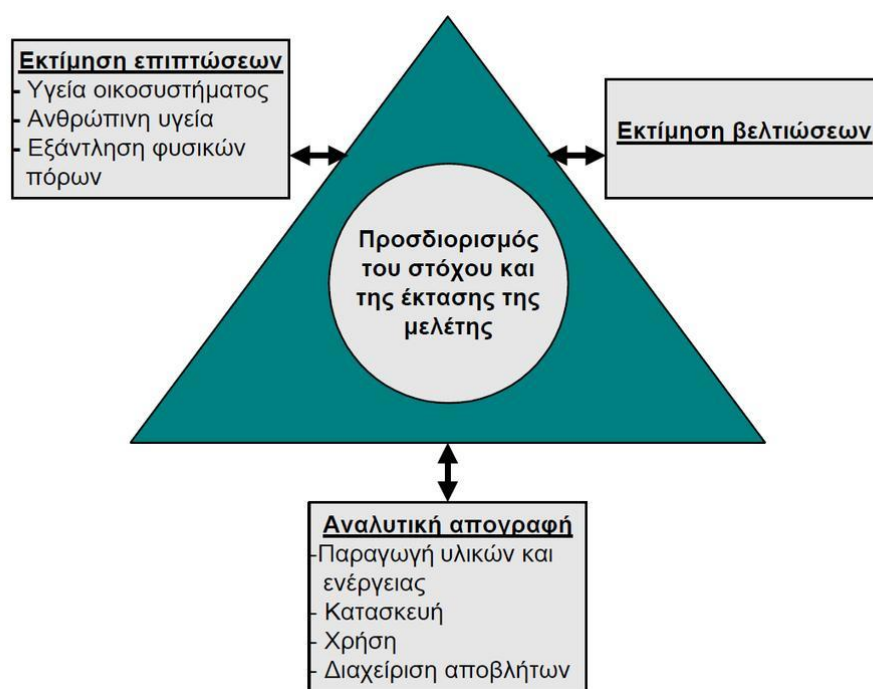 Εκτίμηση επιπτώσεων
- Υγεία οικοσυστήματος
- Ανθρώπινη υγεία
- Εξάντληση φυσικών
πόρων
Εκτίμηση βελτιώσεων
Προσδιορισμός
του στόχου και
της έκτασης της
μελέτης
Αναλυτική απογραφή
-Παραγωγή υλικών και
ενέργειας
- Κατασκευή
- Χρήση
- Διαχείριση αποβλήτων